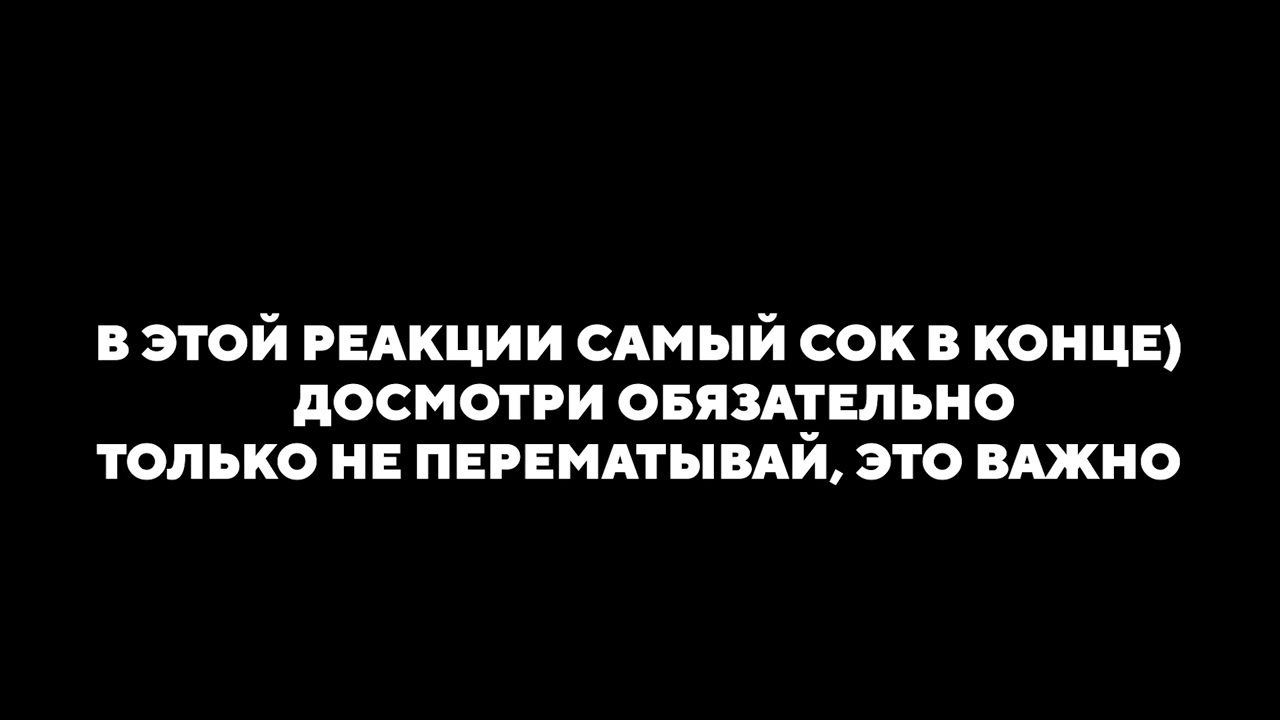 В ЭТОЙ РЕАКЦИИ САМЫЙ СОК В КОНЦЕ)
ДОСМОТРИ ОБЯЗАТЕЛЬНО
ТОЛЬКО НЕ ПЕРЕМАТЫВАЙ, ЭТО ВАЖНО